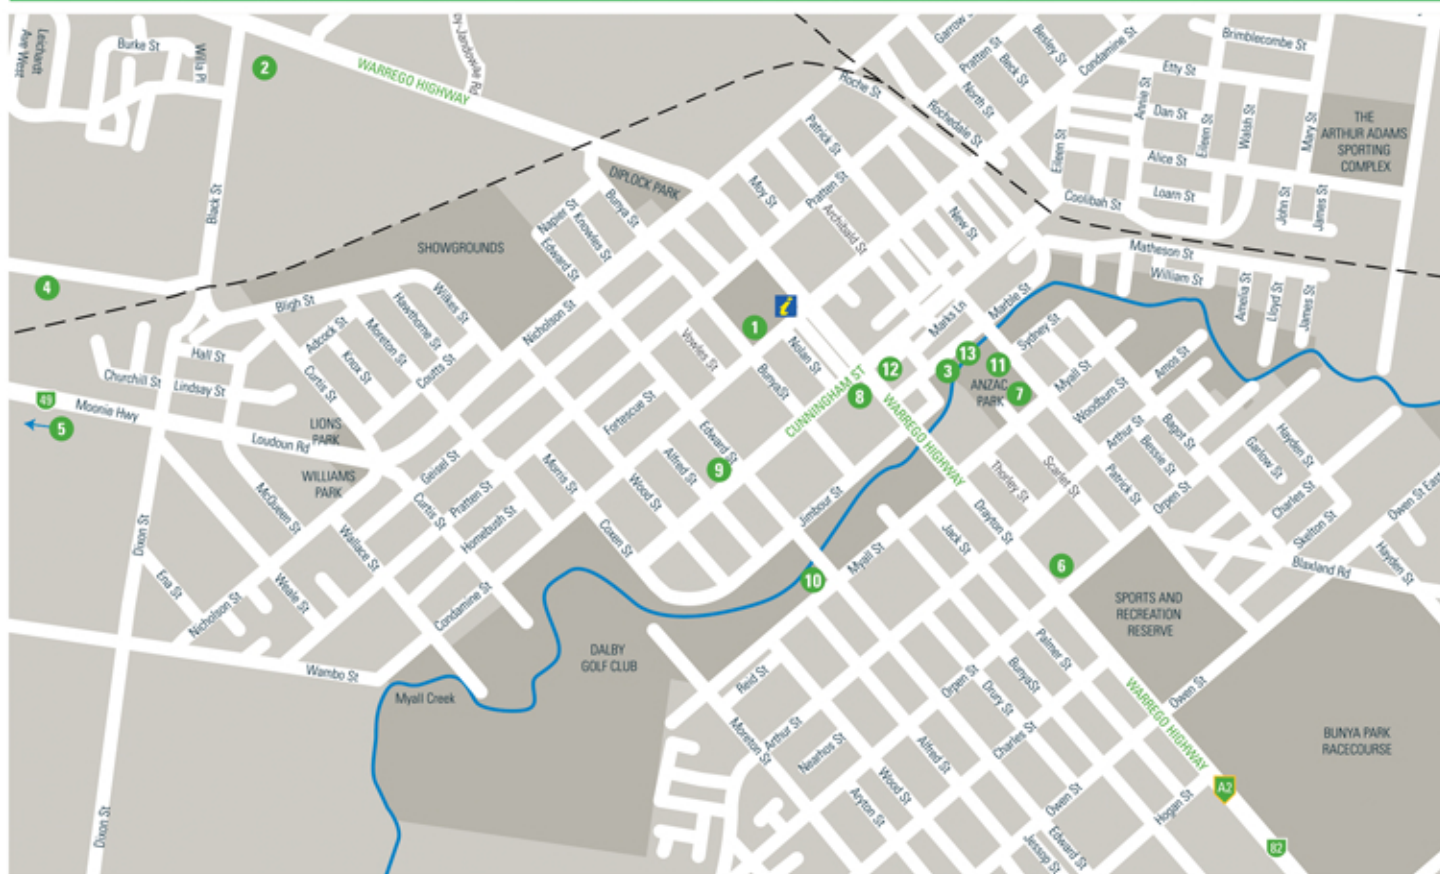 Leichardt
Ave West
Burke St
Wila Pl
2
WARREGO HIGHWAY
Jandowae Rd
Roche St
Garrow S
Pratten St
Beck St
Besley St
Condamine St
North St
Rochedale St
Brimblecombe St
Etty St
Annie St
Dan St
Eileen St
Walsh St
Mary St
THE
ARTHUR ADAMS
SPORTING
COMPLEX
Eileen St
Alice St
Loarn St
Coolibah St
John St
James St
Black St
DIPLOCK PARK
Patrick St
Moy St
Pratten St
Archibald St
New St
Napier St
Bunya St
Knowles St
Edward St
SHOWGROUNDS
Matheson St
William St
Amelia St
Lloyd St
James St
4
Bligh St
Wilkes St
Hawthorne St
Moreton St
Adcock St
Knox St
Curtis St
Coutts St
Nicholson St
i
1
Vowles St
Nolan St
Bunya St
Marks Ln
Marble St
Sydney St
Hall St
Churchill St
Lindsay St
12
3
13
11
ANZAC
PARK
7
8
CUNNINGHAM ST
WARREGO HIGHWAY
Myall St
Woodburn St
Amos St
49
Moonie Hwy
5
LIONS
PARK
Loudoun Rd
WILLIAMS
PARK
Fortescue St
Edward St
9
Alfred St
Wood St
Morris St
Geisel St
Curtis St
Pratten St
Homebush St
Coxen St
Jimbour St
Thorley St
Scarlet St
Arthur St
Bagot St
Bessie St
Patrick St
Orpen St
Hayden St
Garlow St
Charles St
Skelton St
Owen St East
Hayden St
Blaxland Rd
McQueen St
Wallace St
Dixon St
Ena St
Weale St
Nicholson St
Condamine St
Wambo St
Myall Creek
DALBY
GOLF CLUB
10
Myall St
Jack St
Drayton St
6
SPORTS AND
RECREATION
RESERVE
Reid St
Moreton St
Arthur St
Nearhos St
Aryton St
Wood St
Alfred St
Orpen St
Drury St
Bunya St
Palmer St
Charles St
WARREGO HIGHWAY
Owen St
BUNYA PARK
RACECOURSE
A2
Hogan St
Owen St
Edward St
Jessop St
82
Dixon St